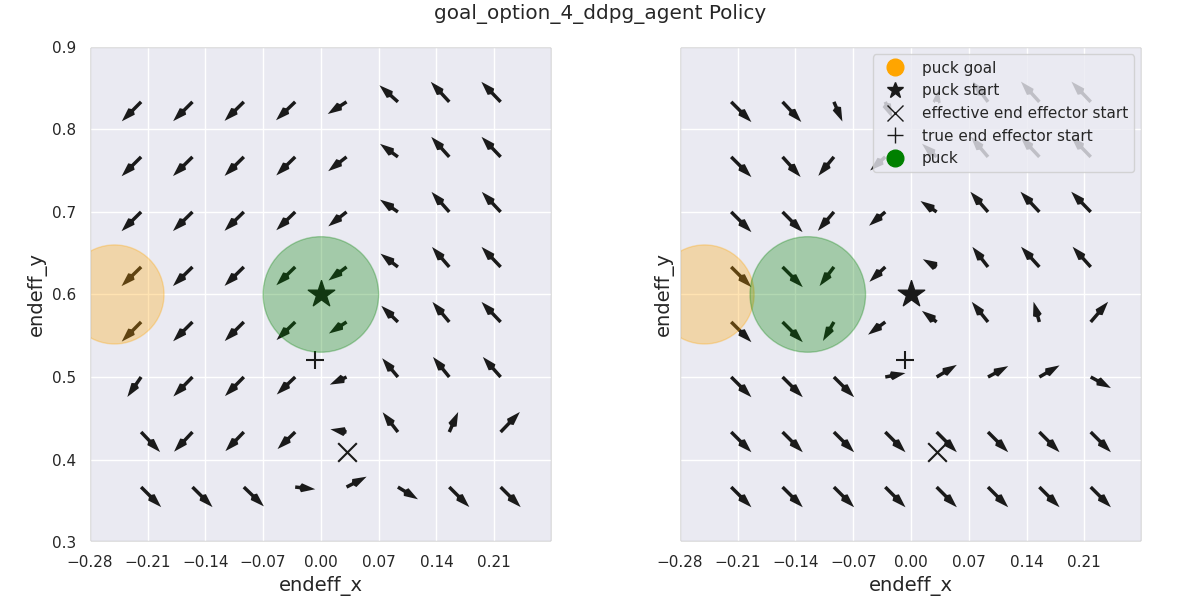 goal_option_4_ddpg_agent Policy
0.9
0.8
0.7
0.6
0.5
0.4
0.3
endeff_y
−0.28 −0.21 −0.14 −0.07 0.00 0.07 0.14 0.21
endeff_x
puck goal
puck start
effective end effector start
true end effector start
puck
endeff_y
−0.28 −0.21 −0.14 −0.07 0.00 0.07 0.14 0.21
endeff_x